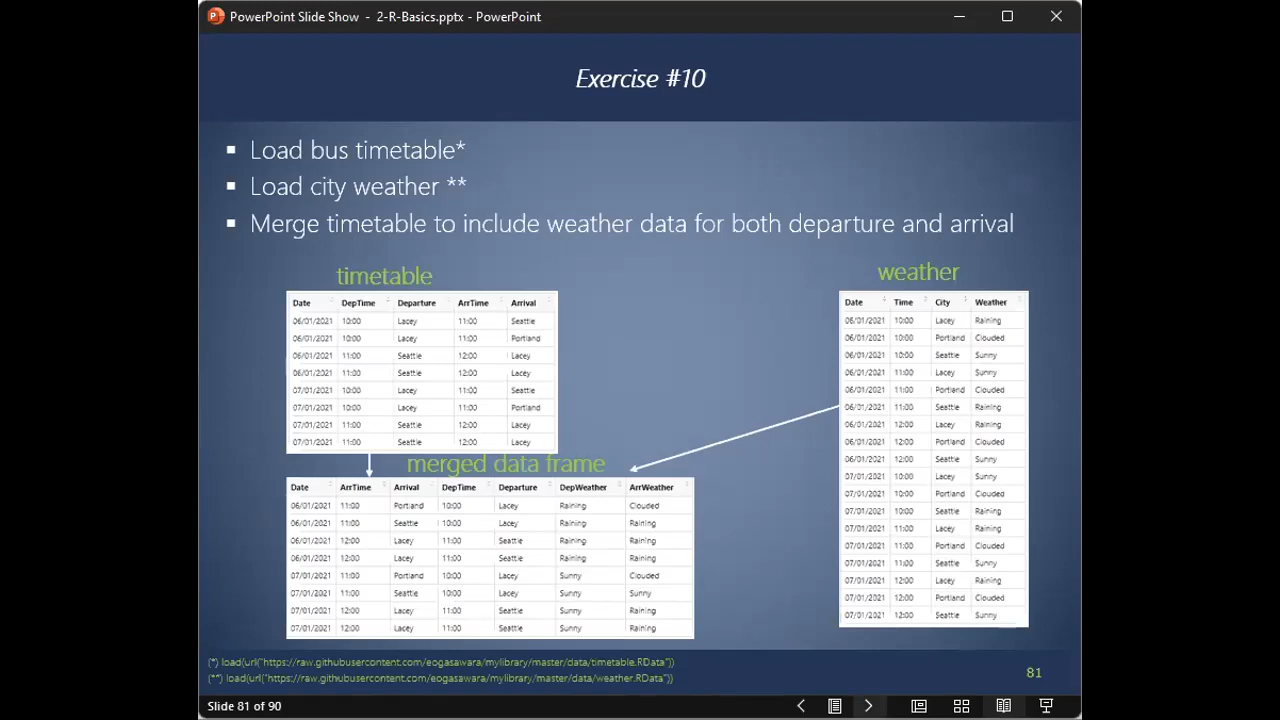 PowerPoint Slide Show - 2-R-Basics.pptx - PowerPoint
Exercise #10
Load bus timetable*
Load city weather **
Merge timetable to include weather data for both departure and arrival
timetable
Date DepTime Departure ArrTime Arrival
06/01/2021 10:00 Lacey 11:00 Seattle
06/01/2021 10:00 Lacey 11:00 Portland
06/01/2021 11:00 Seattle 12:00 Lacey
06/01/2021 11:00 Seattle 12:00 Lacey
07/01/2021 10:00 Lacey 11:00 Seattle
07/01/2021 10:00 Lacey 11:00 Portland
07/01/2021 11:00 Seattle 12:00 Lacey
07/01/2021 11:00 Seattle 12:00 Lacey
weather
Date Time City Weather
06/01/2021 10:00 Lacey Raining
06/01/2021 10:00 Portland Clouded
06/01/2021 10:00 Seattle Sunny
06/01/2021 11:00 Lacey Sunny
06/01/2021 11:00 Portland Clouded
06/01/2021 11:00 Seattle Raining
06/01/2021 12:00 Lacey Raining
06/01/2021 12:00 Portland Clouded
06/01/2021 12:00 Seattle Sunny
07/01/2021 10:00 Lacey Sunny
07/01/2021 10:00 Portland Clouded
07/01/2021 10:00 Seattle Raining
07/01/2021 11:00 Lacey Raining
07/01/2021 11:00 Portland Clouded
07/01/2021 11:00 Seattle Sunny
07/01/2021 12:00 Lacey Raining
07/01/2021 12:00 Portland Clouded
07/01/2021 12:00 Seattle Sunny
merged data frame
Date ArrTime Arrival DepTime Departure DepWeather ArrWeather
06/01/2021 11:00 Portland 10:00 Lacey Raining Clouded
06/01/2021 11:00 Seattle 10:00 Lacey Raining Raining
06/01/2021 12:00 Lacey 11:00 Seattle Raining Raining
06/01/2021 12:00 Lacey 11:00 Seattle Raining Raining
07/01/2021 11:00 Portland 10:00 Lacey Sunny Clouded
07/01/2021 11:00 Seattle 10:00 Lacey Sunny Sunny
07/01/2021 12:00 Lacey 11:00 Seattle Sunny Raining
07/01/2021 12:00 Lacey 11:00 Seattle Sunny Raining
(*) load(url("https://raw.githubusercontent.com/eogasawara/mylibrary/master/data/timetable.RData"))
(**) load(url("https://raw.githubusercontent.com/eogasawara/mylibrary/master/data/weather.RData"))
81
Slide 81 of 90